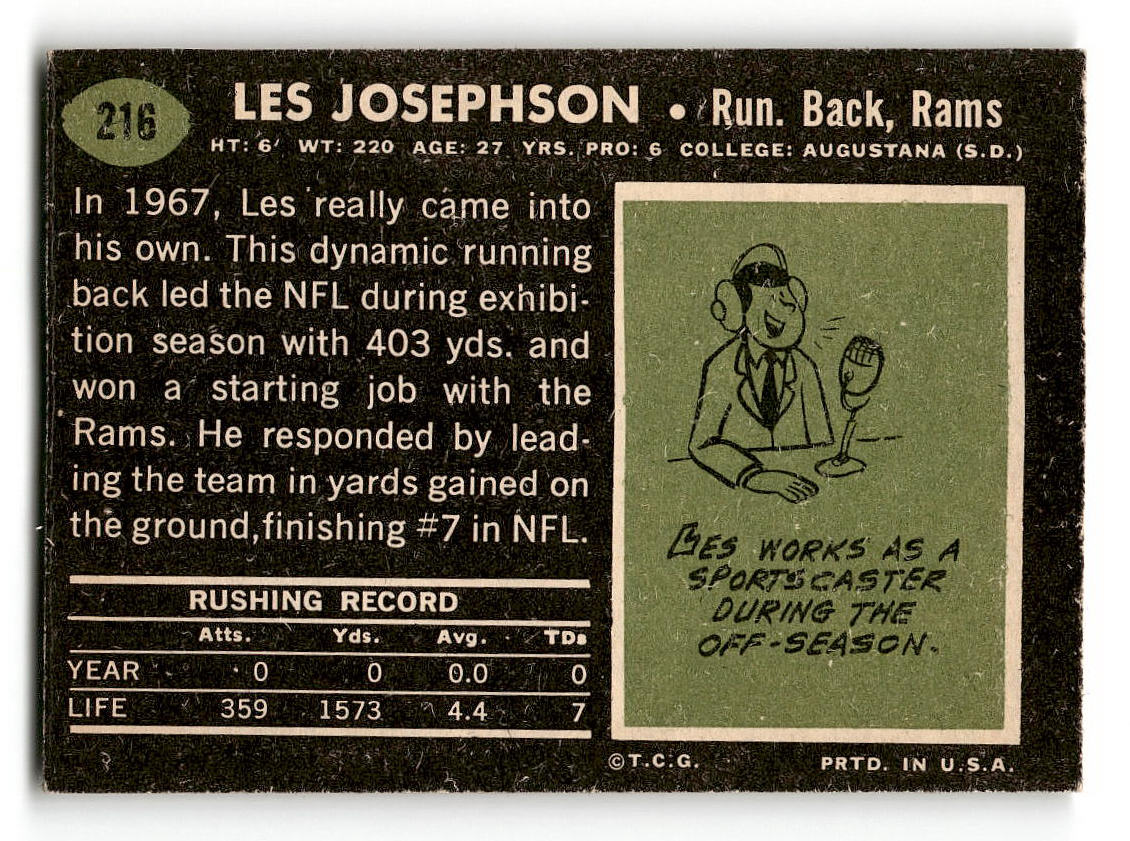 216
LES JOSEPHSON • Run. Back, Rams
HT: 6' WT: 220 AGE: 27 YRS. PRO: 6 COLLEGE: AUGUSTANA (S.D.)
In 1967, Les really came into
his own. This dynamic running
back led the NFL during exhibi-
tion season with 403 yds. and
won a starting job with the
Rams. He responded by lead-
ing the team in yards gained on
the ground, finishing #7 in NFL.
RUSHING RECORD
Atts. Yds. Avg. TDs
YEAR 0 0 0.0 0
LIFE 359 1573 4.4 7
LES WORKS AS A
SPORTSCASTER
DURING THE
OFF-SEASON.
©T.C.G. PRTD. IN U.S.A.